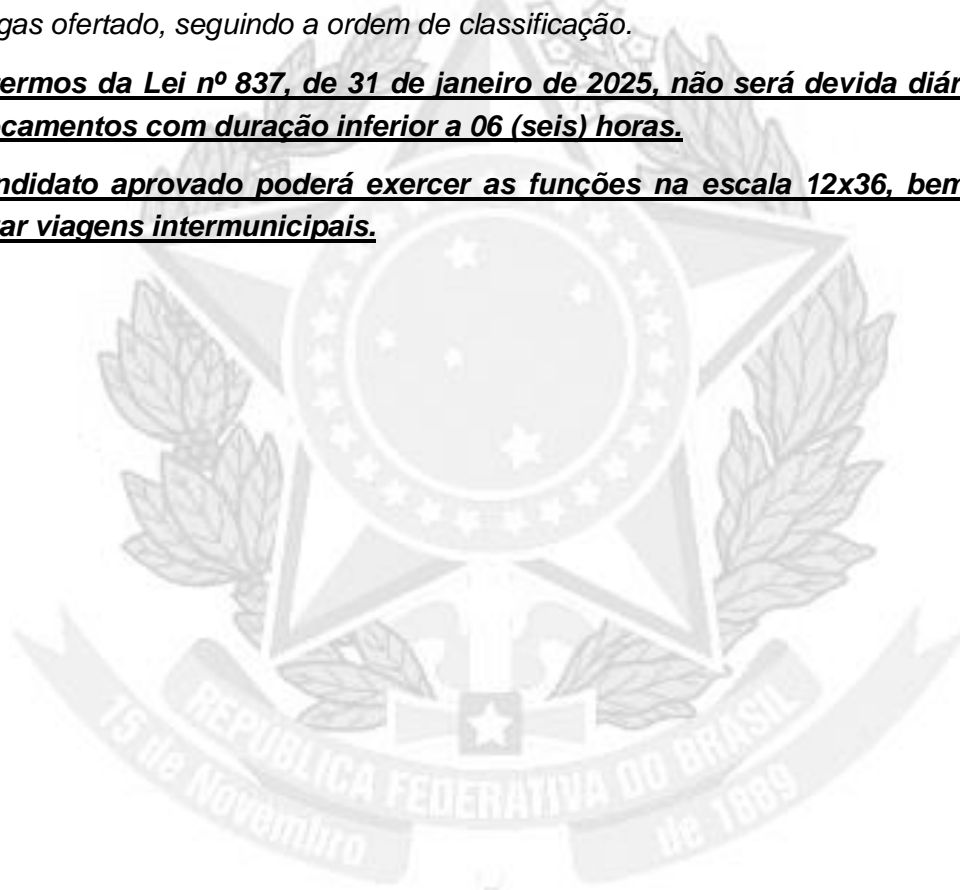 gas ofertado, seguindo a ordem de classificação.
ermos da Lei nº 837, de 31 de janeiro de 2025, não será devida diár
ocamentos com duração inferior a 06 (seis) horas.
ndidato aprovado poderá exercer as funções na escala 12x36, bem
ar viagens intermunicipais.
REPÚBLICA FEDERATIVA DO BRASIL
15 de Novembro de 1889